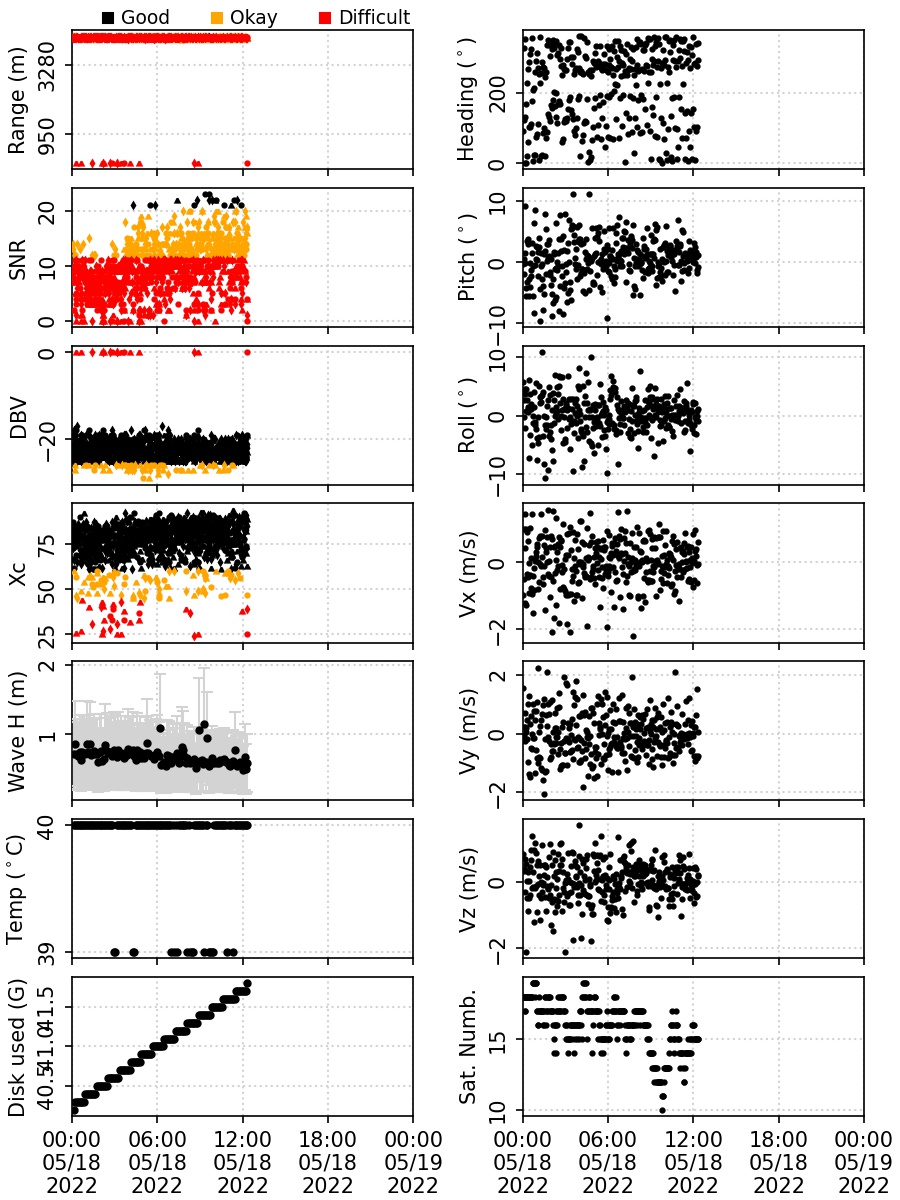 Good Okay Difficult
Range (m)
3280
950
Heading (°)
200
0
SNR
20
10
0
Pitch (°)
10
0
−10
DBV
0
−20
Roll (°)
10
0
−10
Xc
75
50
25
Vx (m/s)
0
−2
Wave H (m)
2
1
Vy (m/s)
2
0
−2
Temp (°C)
40
39
Vz (m/s)
0
−2
Disk used (G)
41.5
41.0
40.5
Sat. Numb.
15
10
00:00 06:00 12:00 18:00 00:00
05/18 05/18 05/18 05/18 05/19
2022 2022 2022 2022 2022
00:00 06:00 12:00 18:00 00:00
05/18 05/18 05/18 05/18 05/19
2022 2022 2022 2022 2022